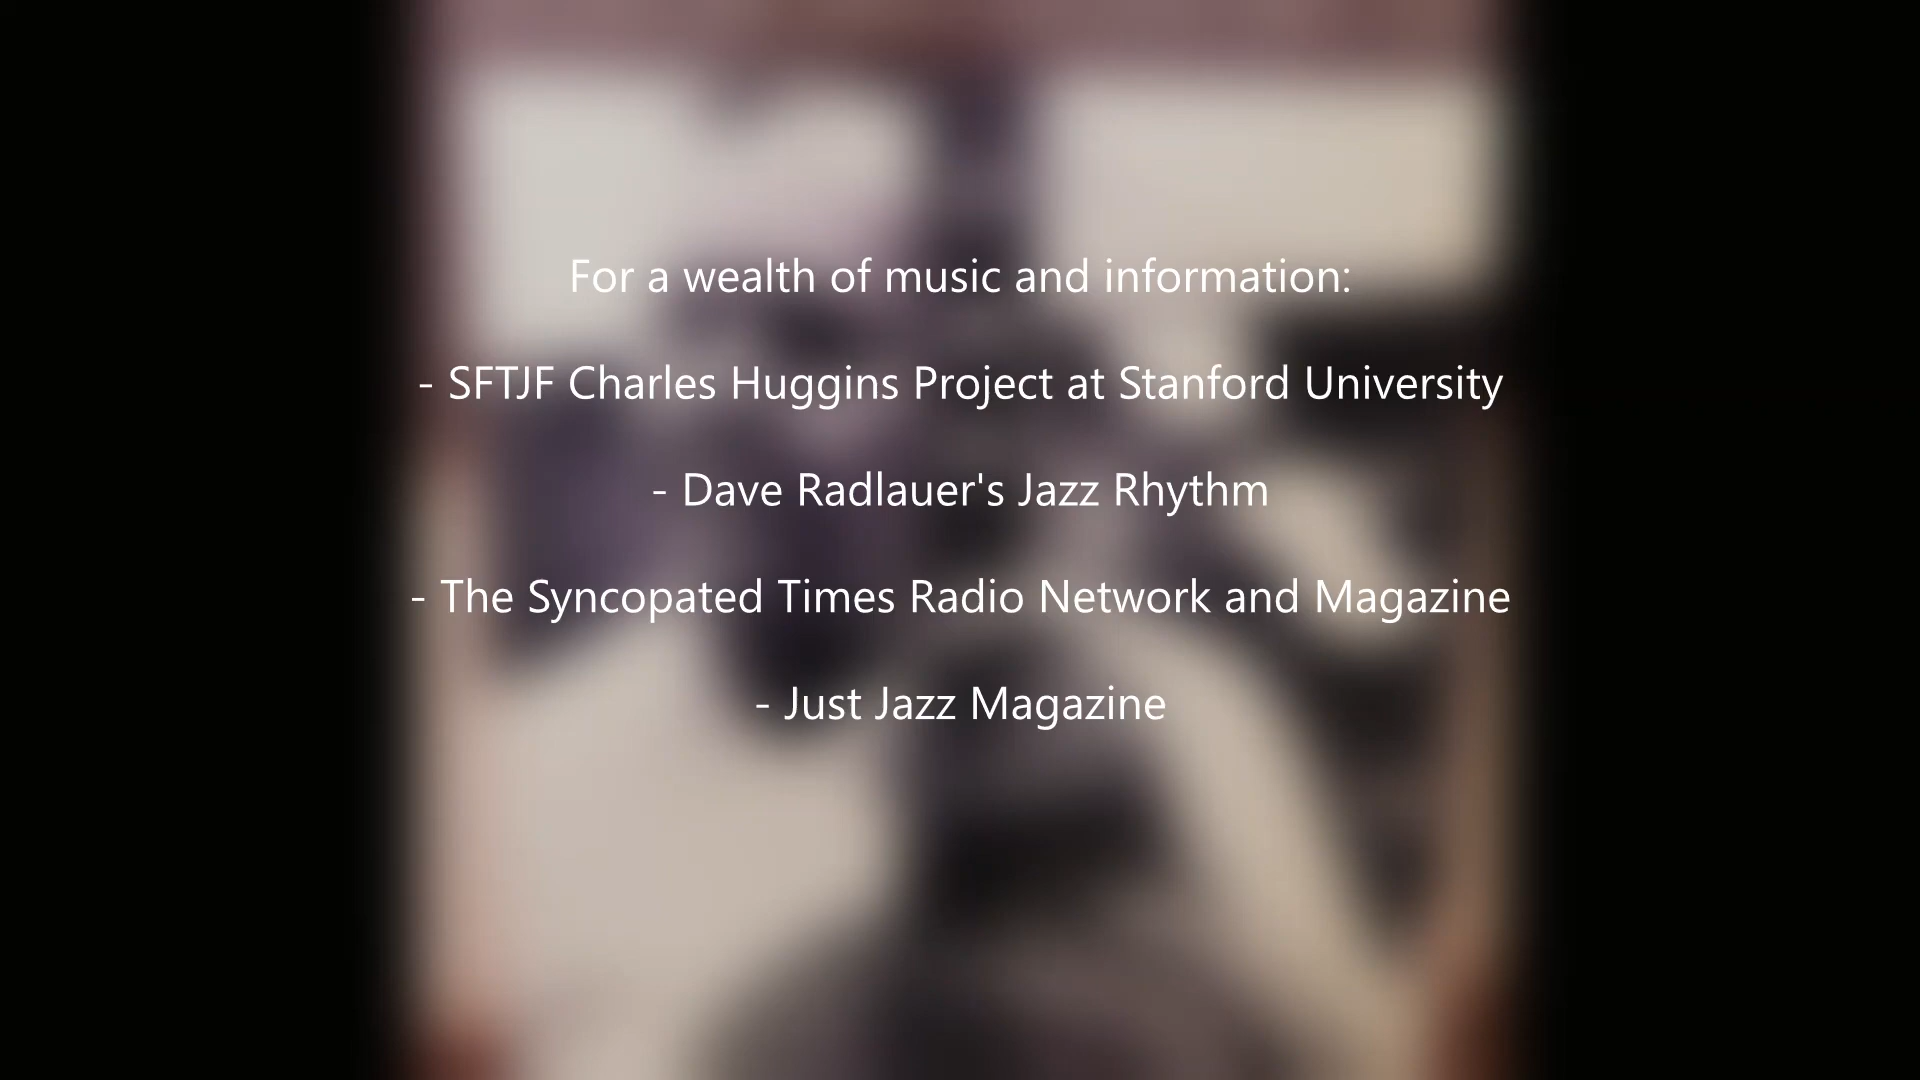 For a wealth of music and information:
- SFTJF Charles Huggins Project at Stanford University
- Dave Radlauer's Jazz Rhythm
- The Syncopated Times Radio Network and Magazine
- Just Jazz Magazine